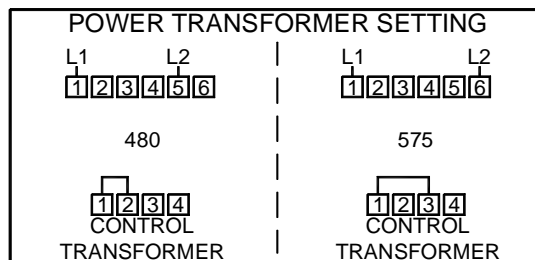 POWER TRANSFORMER SETTING
L1 L2
1 2 3 4 5 6
480
1 2 3 4
CONTROL
TRANSFORMER
L1 L2
1 2 3 4 5 6
575
1 2 3 4
CONTROL
TRANSFORMER